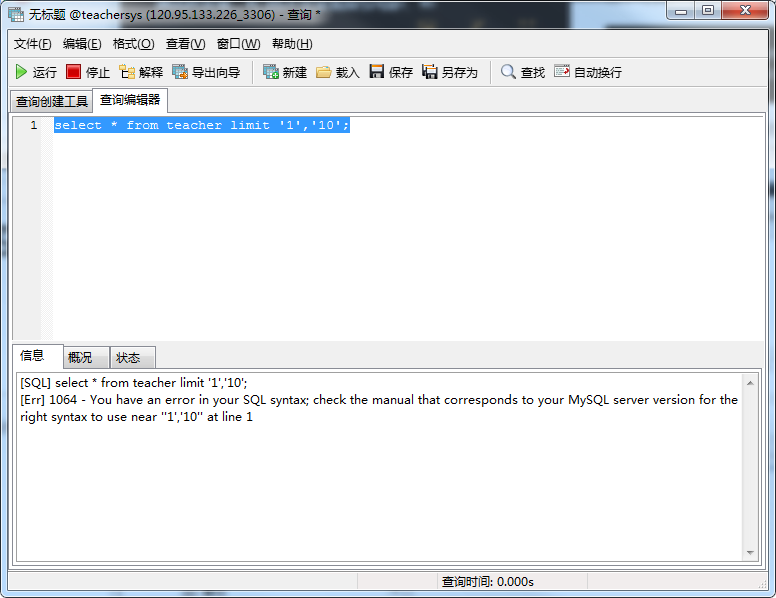 无标题 @teachersys (120.95.133.226_3306) - 查询 *
文件(F) 编辑(E) 格式(O) 查看(V) 窗口(W) 帮助(H)
运行 停止 解释 导出向导 新建 载入 保存 另存为 查找 自动换行
查询创建工具 查询编辑器
1 select * from teacher limit '1','10';
信息 概况 状态
[SQL] select * from teacher limit '1','10';
[Err] 1064 - You have an error in your SQL syntax; check the manual that corresponds to your MySQL server version for the
right syntax to use near ''1','10'' at line 1
查询时间: 0.000s